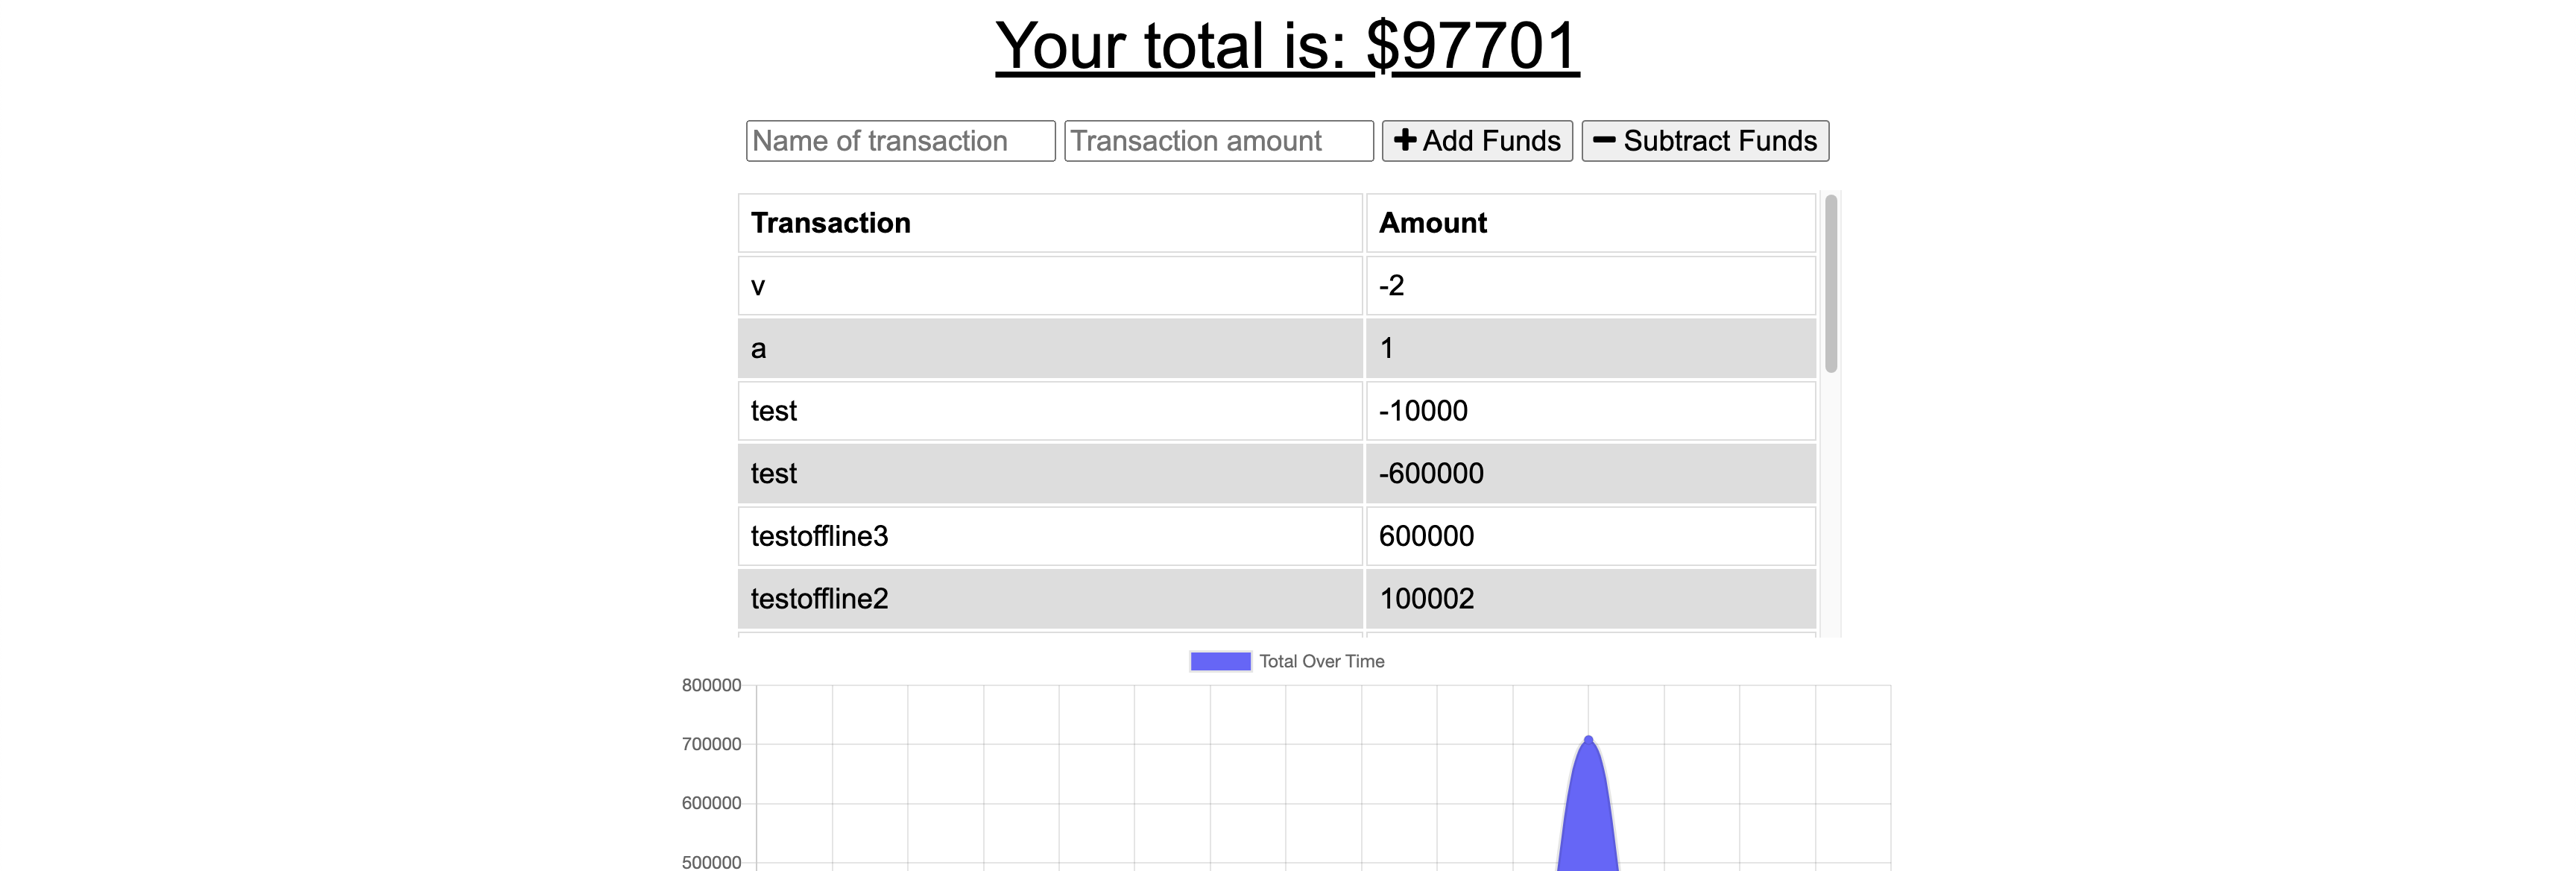 Your total is: $97701
Name of transaction Transaction amount Add Funds Subtract Funds
Transaction Amount
v -2
a 1
test -10000
test -600000
testoffline3 600000
testoffline2 100002
Total Over Time
800000
700000
600000
500000